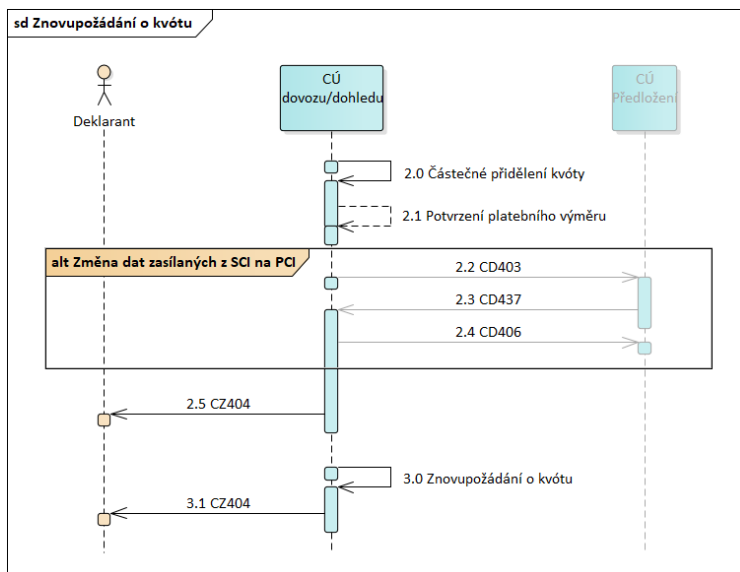 sd Znovupožádání o kvótu
Deklarant
CÚ
dovozu/dohledu
CÚ
Předložení
2.0 Částečné přidělení kvóty
2.1 Potvrzení platebního výměru
alt Změna dat zasílaných z SCI na PCI
2.2 CD403
2.3 CD437
2.4 CD406
2.5 CZ404
3.0 Znovupožádání o kvótu
3.1 CZ404